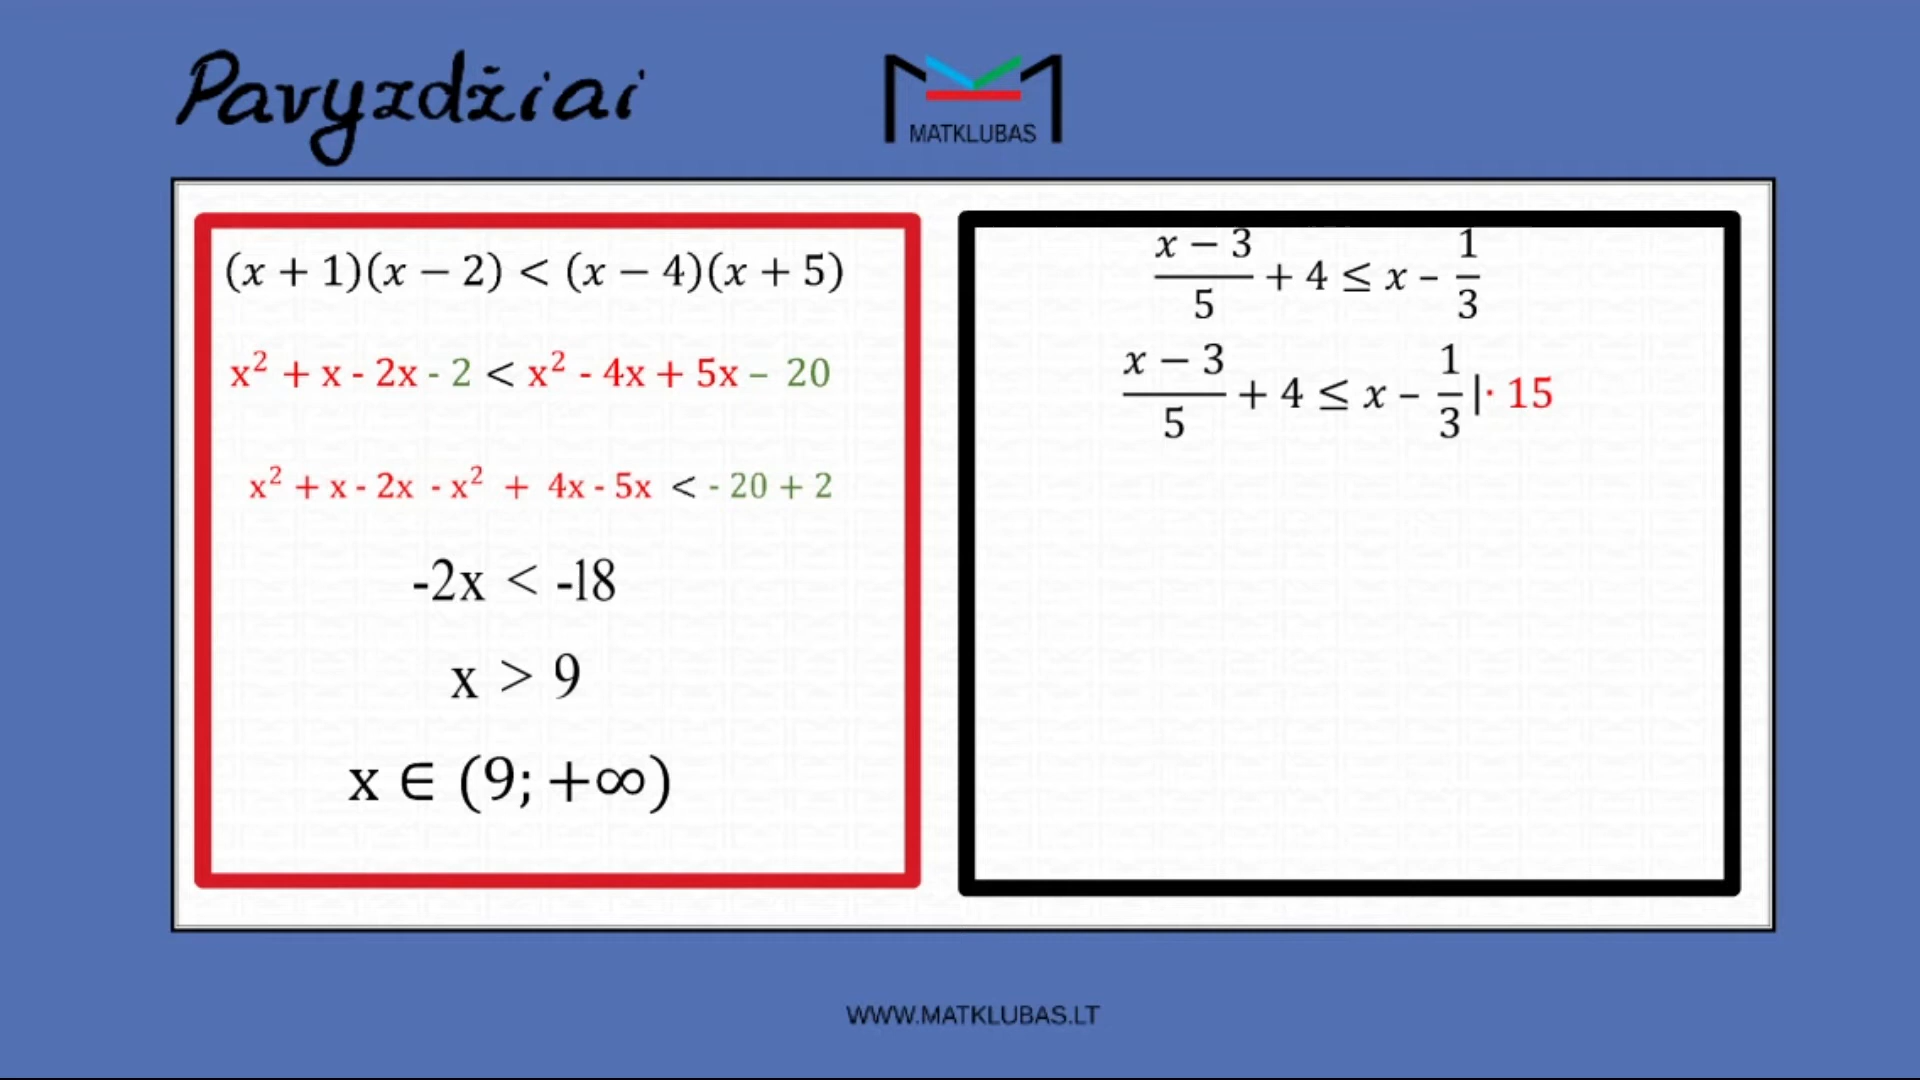 Pavyzdžiai
MATKLUBAS
(x + 1)(x − 2) < (x − 4)(x + 5)
x² + x - 2x - 2 < x² - 4x + 5x – 20
x² + x - 2x - x² + 4x - 5x < - 20 + 2
-2x < -18
x > 9
x ∈ (9; +∞)
(x − 3)/5 + 4 ≤ x – 1/3
(x − 3)/5 + 4 ≤ x – 1/3 |· 15
WWW.MATKLUBAS.LT